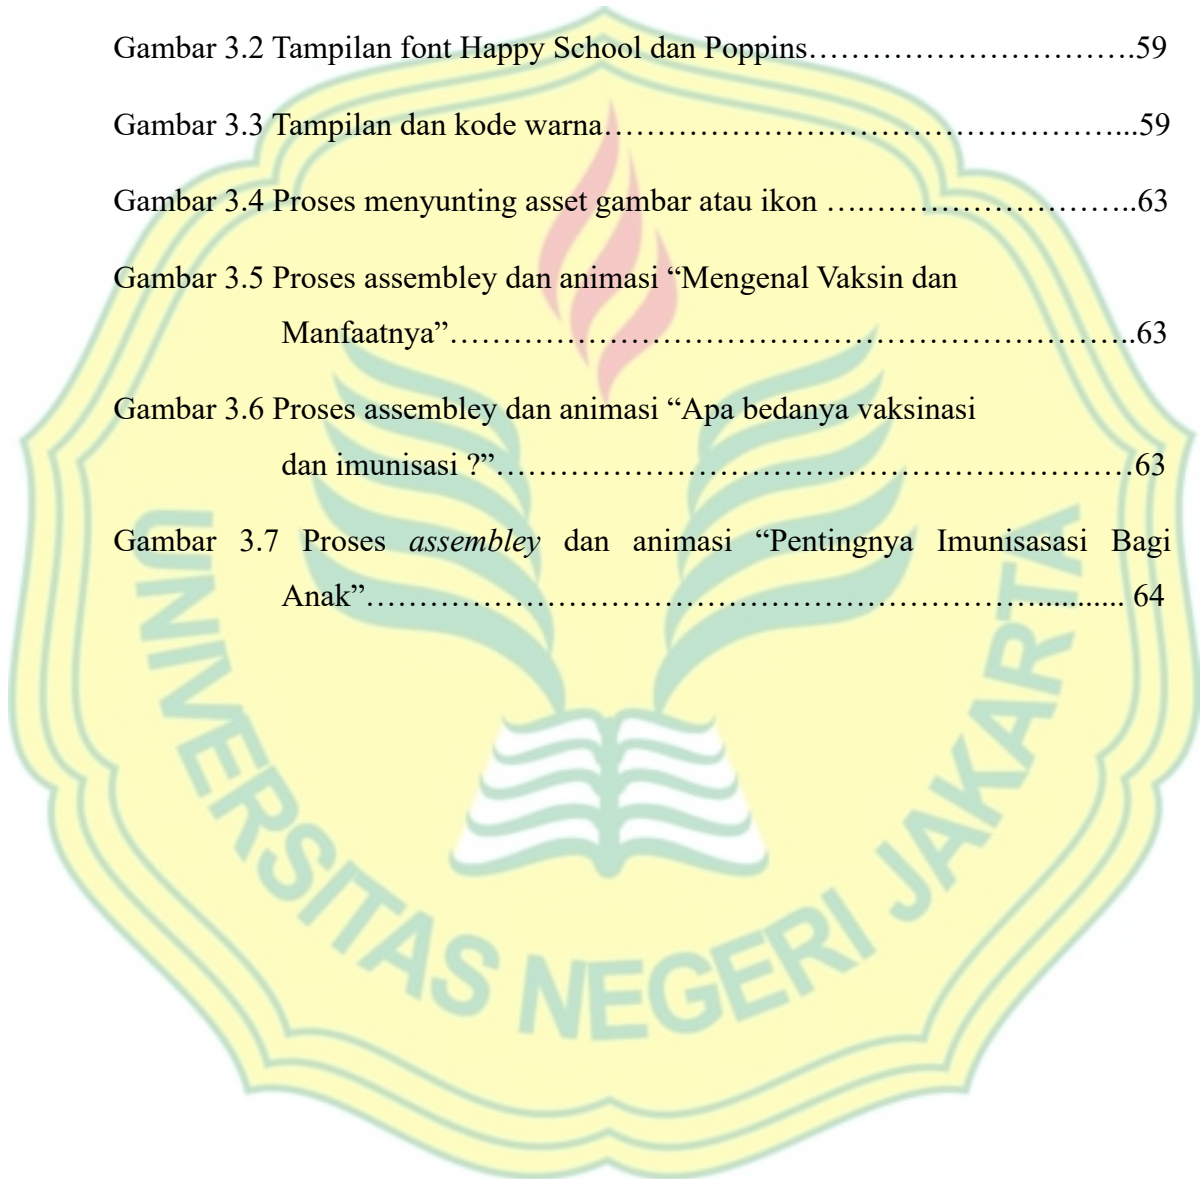 Gambar 3.2 Tampilan font Happy School dan Poppins……………………….59
Gambar 3.3 Tampilan dan kode warna…………………………………………...59
Gambar 3.4 Proses menyunting asset gambar atau ikon ….…………………..63
Gambar 3.5 Proses assembley dan animasi “Mengenal Vaksin dan
Manfaatnya”………………………………………………………..63
Gambar 3.6 Proses assembley dan animasi “Apa bedanya vaksinasi
dan imunisasi ?”……………………………………………………63
Gambar 3.7 Proses assembley dan animasi “Pentingnya Imunisasasi Bagi
Anak”………………………………………………………........... 64
UNIVERSITAS NEGERI JAKARTA